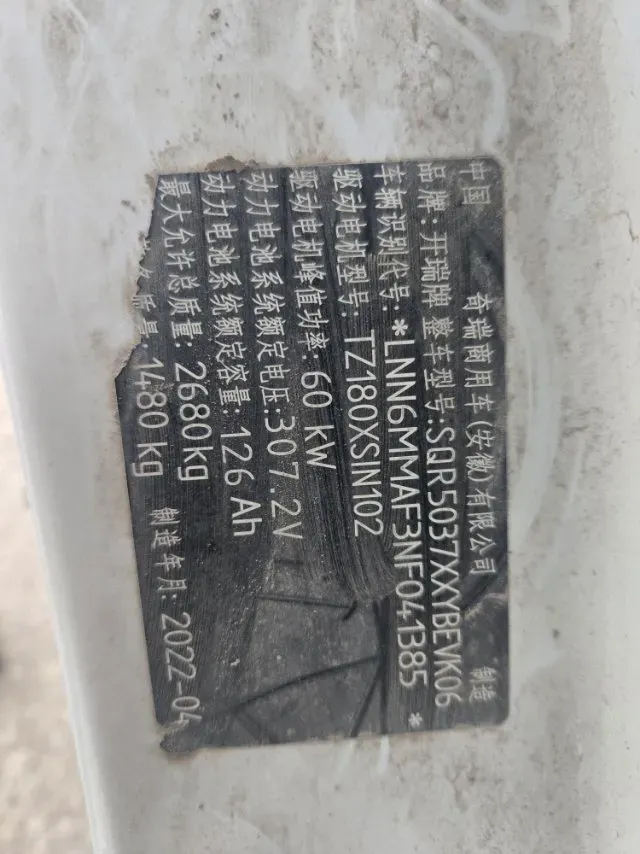 中国 奇瑞商用车(安徽)有限公司 制造
品牌:开瑞牌 整车型号:SQR5037XXYBEVK06
车辆识别代号:*LNN6MMAF3NF041385*
驱动电机型号:TZ180XSIN102
驱动电机峰值功率:60 kW
动力电池系统额定电压:307.2V
动力电池系统额定容量:126 Ah
最大允许总质量:2680 kg 制造年月:2022-04
质量:1480 kg